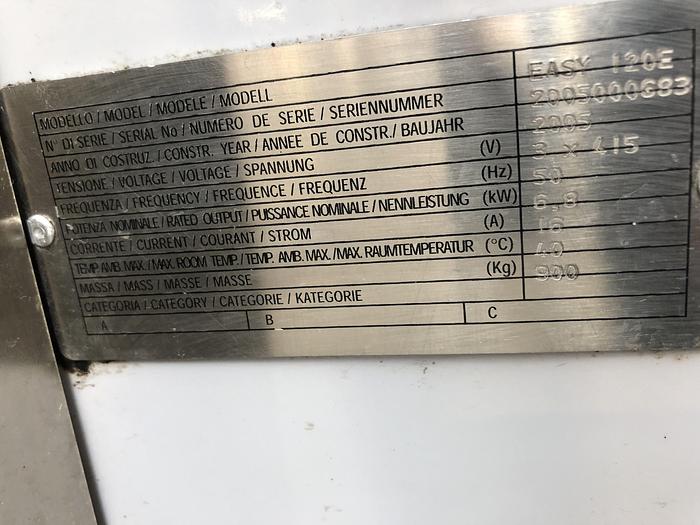 MODELLO / MODEL / MODELE / MODELL EASY 120E
N° DI SERIE / SERIAL No / NUMERO DE SERIE / SERIENNUMMER 2005000G83
ANNO DI COSTRUZ. / CONSTR. YEAR / ANNEE DE CONSTR. / BAUJAHR 2005
TENSIONE / VOLTAGE / VOLTAGE / SPANNUNG (V) 3 x 415
FREQUENZA / FREQUENCY / FREQUENCE / FREQUENZ (Hz) 50
POTENZA NOMINALE / RATED OUTPUT / PUISSANCE NOMINALE / NENNLEISTUNG (kW) 6,8
CORRENTE / CURRENT / COURANT / STROM (A) 16
TEMP. AMB. MAX. / MAX. ROOM TEMP. / TEMP. AMB. MAX. / MAX. RAUMTEMPERATUR (°C) 40
MASSA / MASS / MASSE / MASSE (Kg) 900
CATEGORIA / CATEGORY / CATEGORIE / KATEGORIE
A B C